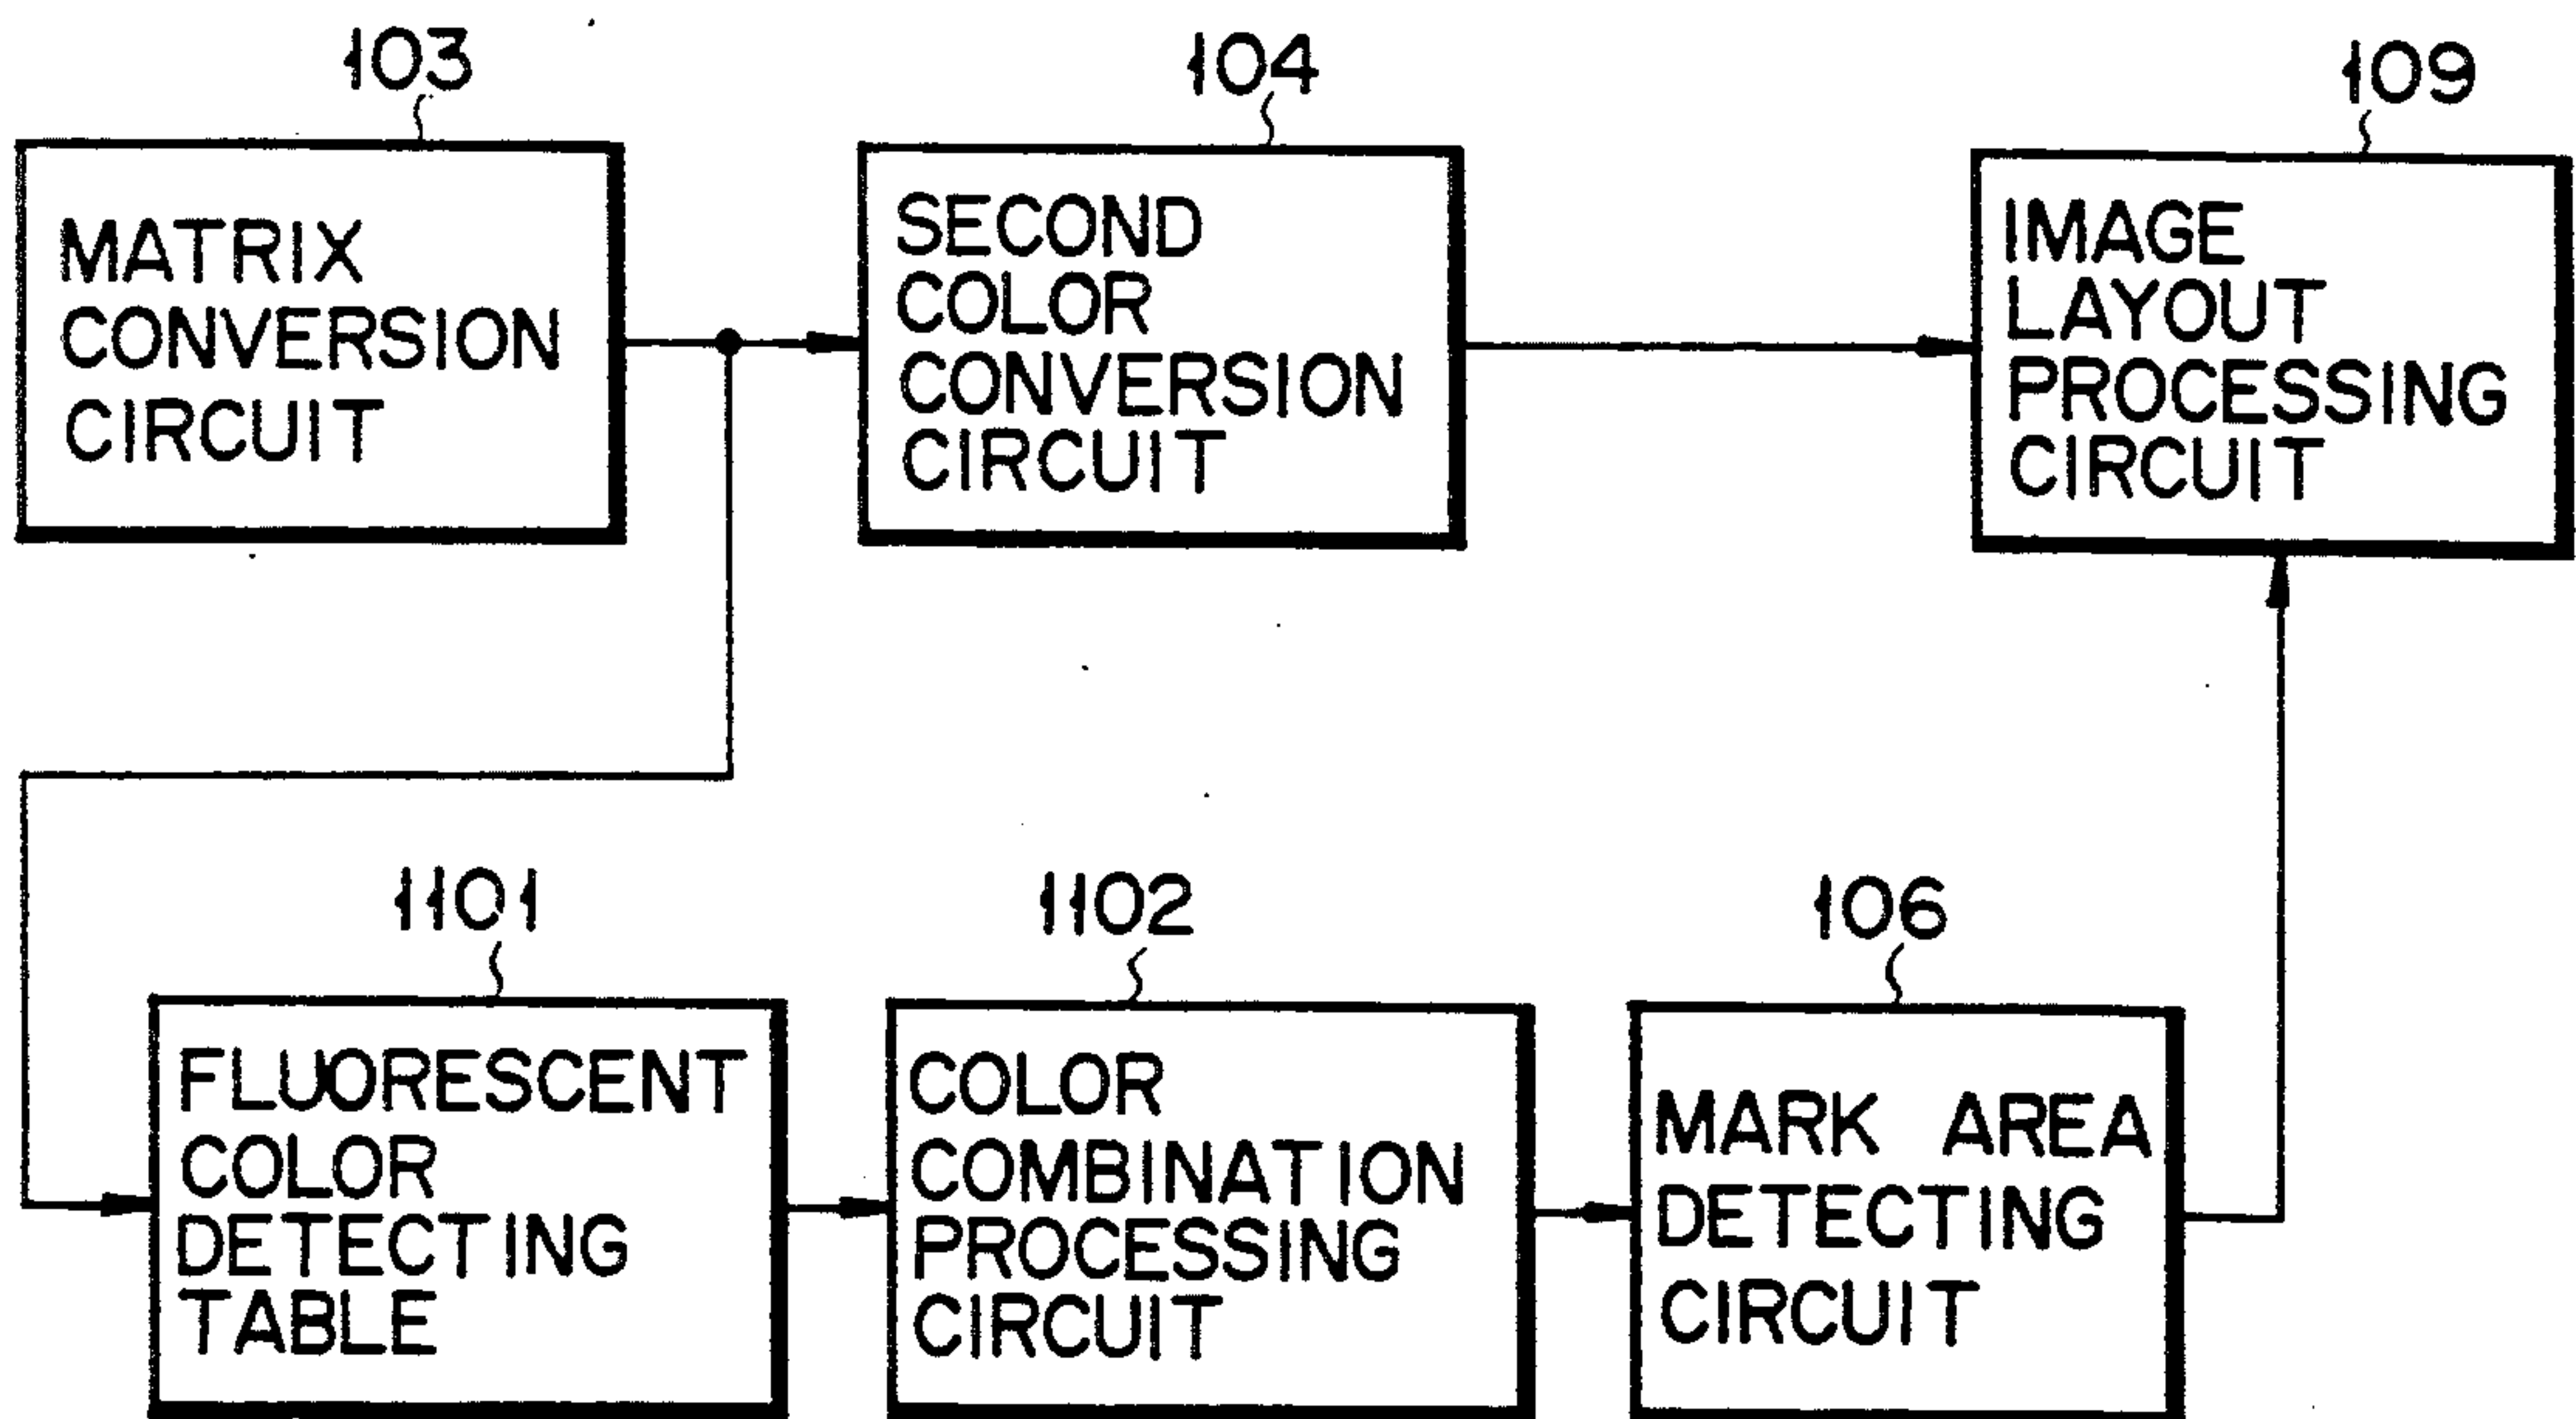 103
MATRIX
CONVERSION
CIRCUIT
104
SECOND
COLOR
CONVERSION
CIRCUIT
109
IMAGE
LAYOUT
PROCESSING
CIRCUIT
1101
FLUORESCENT
COLOR
DETECTING
TABLE
1102
COLOR
COMBINATION
PROCESSING
CIRCUIT
106
MARK AREA
DETECTING
CIRCUIT